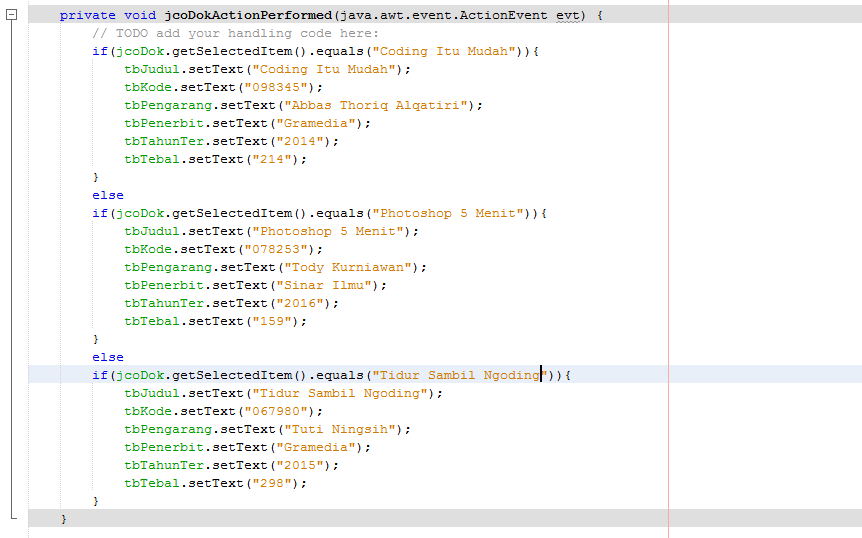 private void jcoDokActionPerformed(java.awt.event.ActionEvent evt) {
// TODO add your handling code here:
if(jcoDok.getSelectedItem().equals("Coding Itu Mudah")){
tbJudul.setText("Coding Itu Mudah");
tbKode.setText("098345");
tbPengarang.setText("Abbas Thoriq Alqatiri");
tbPenerbit.setText("Gramedia");
tbTahunTer.setText("2014");
tbTebal.setText("214");
}
else
if(jcoDok.getSelectedItem().equals("Photoshop 5 Menit")){
tbJudul.setText("Photoshop 5 Menit");
tbKode.setText("078253");
tbPengarang.setText("Tody Kurniawan");
tbPenerbit.setText("Sinar Ilmu");
tbTahunTer.setText("2016");
tbTebal.setText("159");
}
else
if(jcoDok.getSelectedItem().equals("Tidur Sambil Ngoding")){
tbJudul.setText("Tidur Sambil Ngoding");
tbKode.setText("067980");
tbPengarang.setText("Tuti Ningsih");
tbPenerbit.setText("Gramedia");
tbTahunTer.setText("2015");
tbTebal.setText("298");
}
}